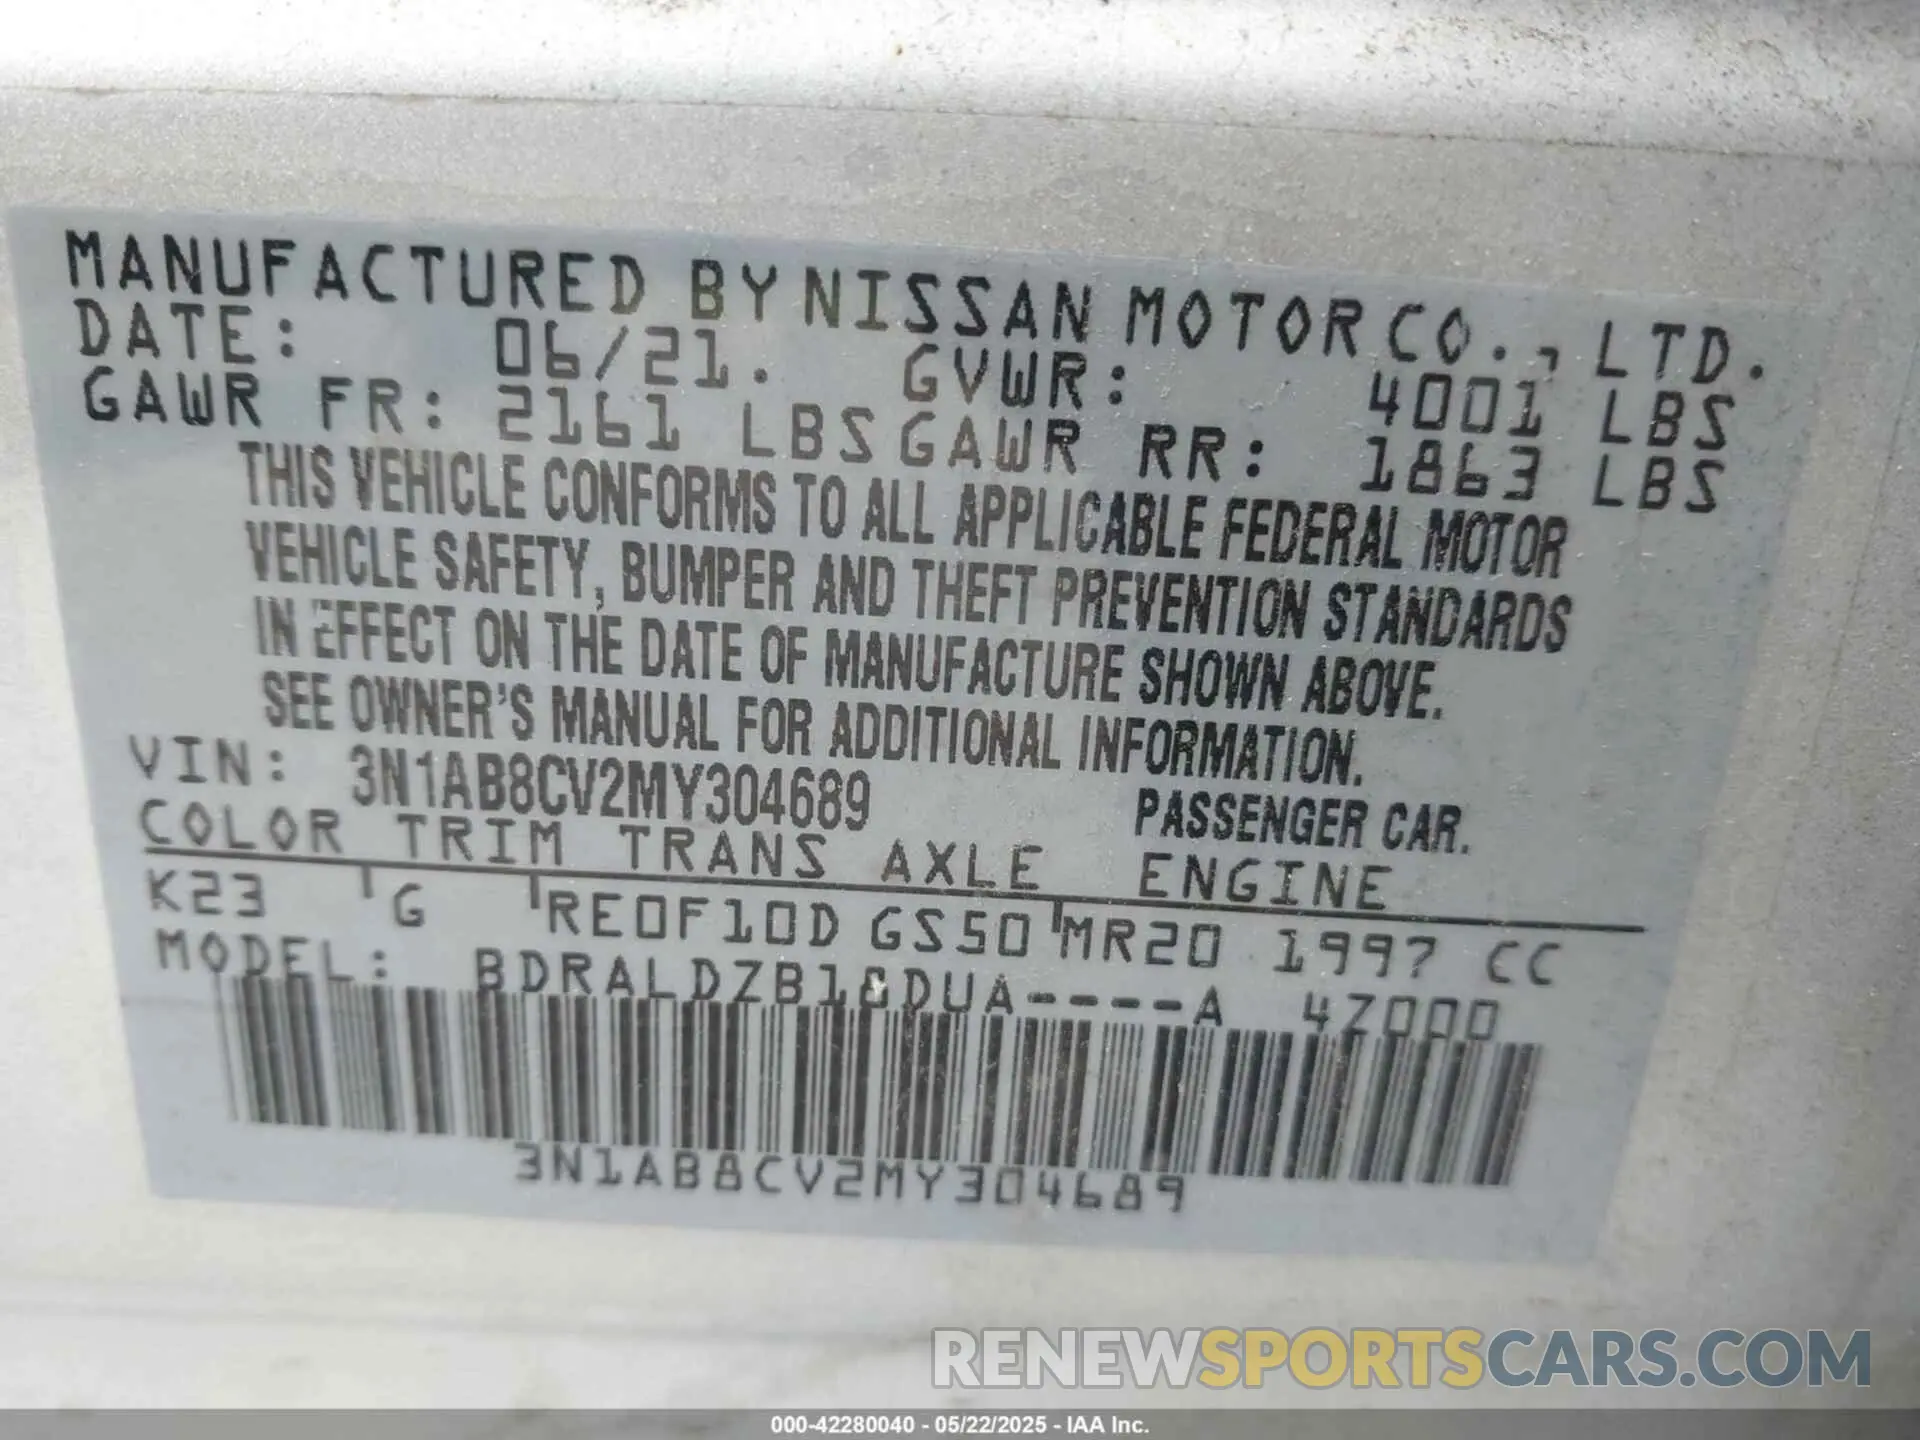 MANUFACTURED BY NISSAN MOTOR CO., LTD.
DATE: 06/21. GVWR: 4001 LBS
GAWR FR: 2161 LBS GAWR RR: 1863 LBS
THIS VEHICLE CONFORMS TO ALL APPLICABLE FEDERAL MOTOR
VEHICLE SAFETY, BUMPER AND THEFT PREVENTION STANDARDS
IN EFFECT ON THE DATE OF MANUFACTURE SHOWN ABOVE.
SEE OWNER'S MANUAL FOR ADDITIONAL INFORMATION.
VIN: 3N1AB8CV2MY304689 PASSENGER CAR.
COLOR TRIM TRANS AXLE ENGINE
K23 G RE0F10D GS50 MR20 1997 CC
MODEL: BDRALDZB18DUA----A 4Z000
3N1AB8CV2MY304689
RENEWSPORTSCARS.COM
000-42280040 - 05/22/2025 - IAA Inc.